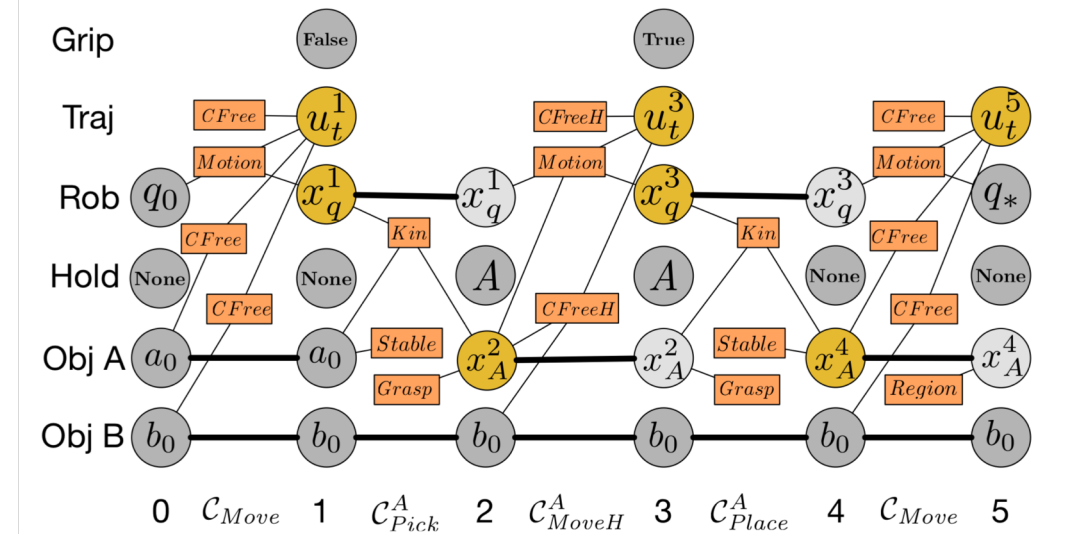 Grip False True
Traj CFree u_t^1 CFreeH u_t^3 CFree u_t^5
Motion Motion Motion
Rob q_0 x_q^1 x_q^1 x_q^3 x_q^3 q_*
CFree Kin Kin CFree
Hold None None A A None None
CFree CFreeH CFree
Stable Stable
Obj A a_0 a_0 x_A^2 x_A^2 x_A^4 x_A^4
Grasp Grasp Region
Obj B b_0 b_0 b_0 b_0 b_0 b_0
0 C_Move 1 C_Pick^A 2 C_MoveH^A 3 C_Place^A 4 C_Move 5